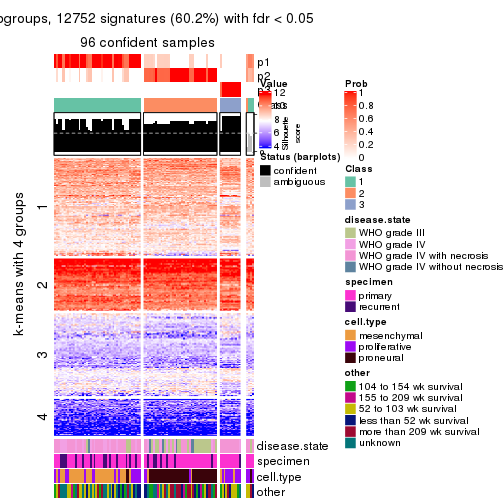 ogroups, 12752 signatures (60.2%) with fdr < 0.05
96 confident samples
p1
p2
p3
Value
12
10
8
6
4
Silhouette
score
Status (barplots)
confident
ambiguous
k-means with 4 groups
1
2
3
4
disease.state
specimen
cell.type
other
Prob
1
0.8
0.6
0.4
0.2
0
Class
1
2
3
disease.state
WHO grade III
WHO grade IV
WHO grade IV with necrosis
WHO grade IV without necrosis
specimen
primary
recurrent
cell.type
mesenchymal
proliferative
proneural
other
104 to 154 wk survival
155 to 209 wk survival
52 to 103 wk survival
less than 52 wk survival
more than 209 wk survival
unknown